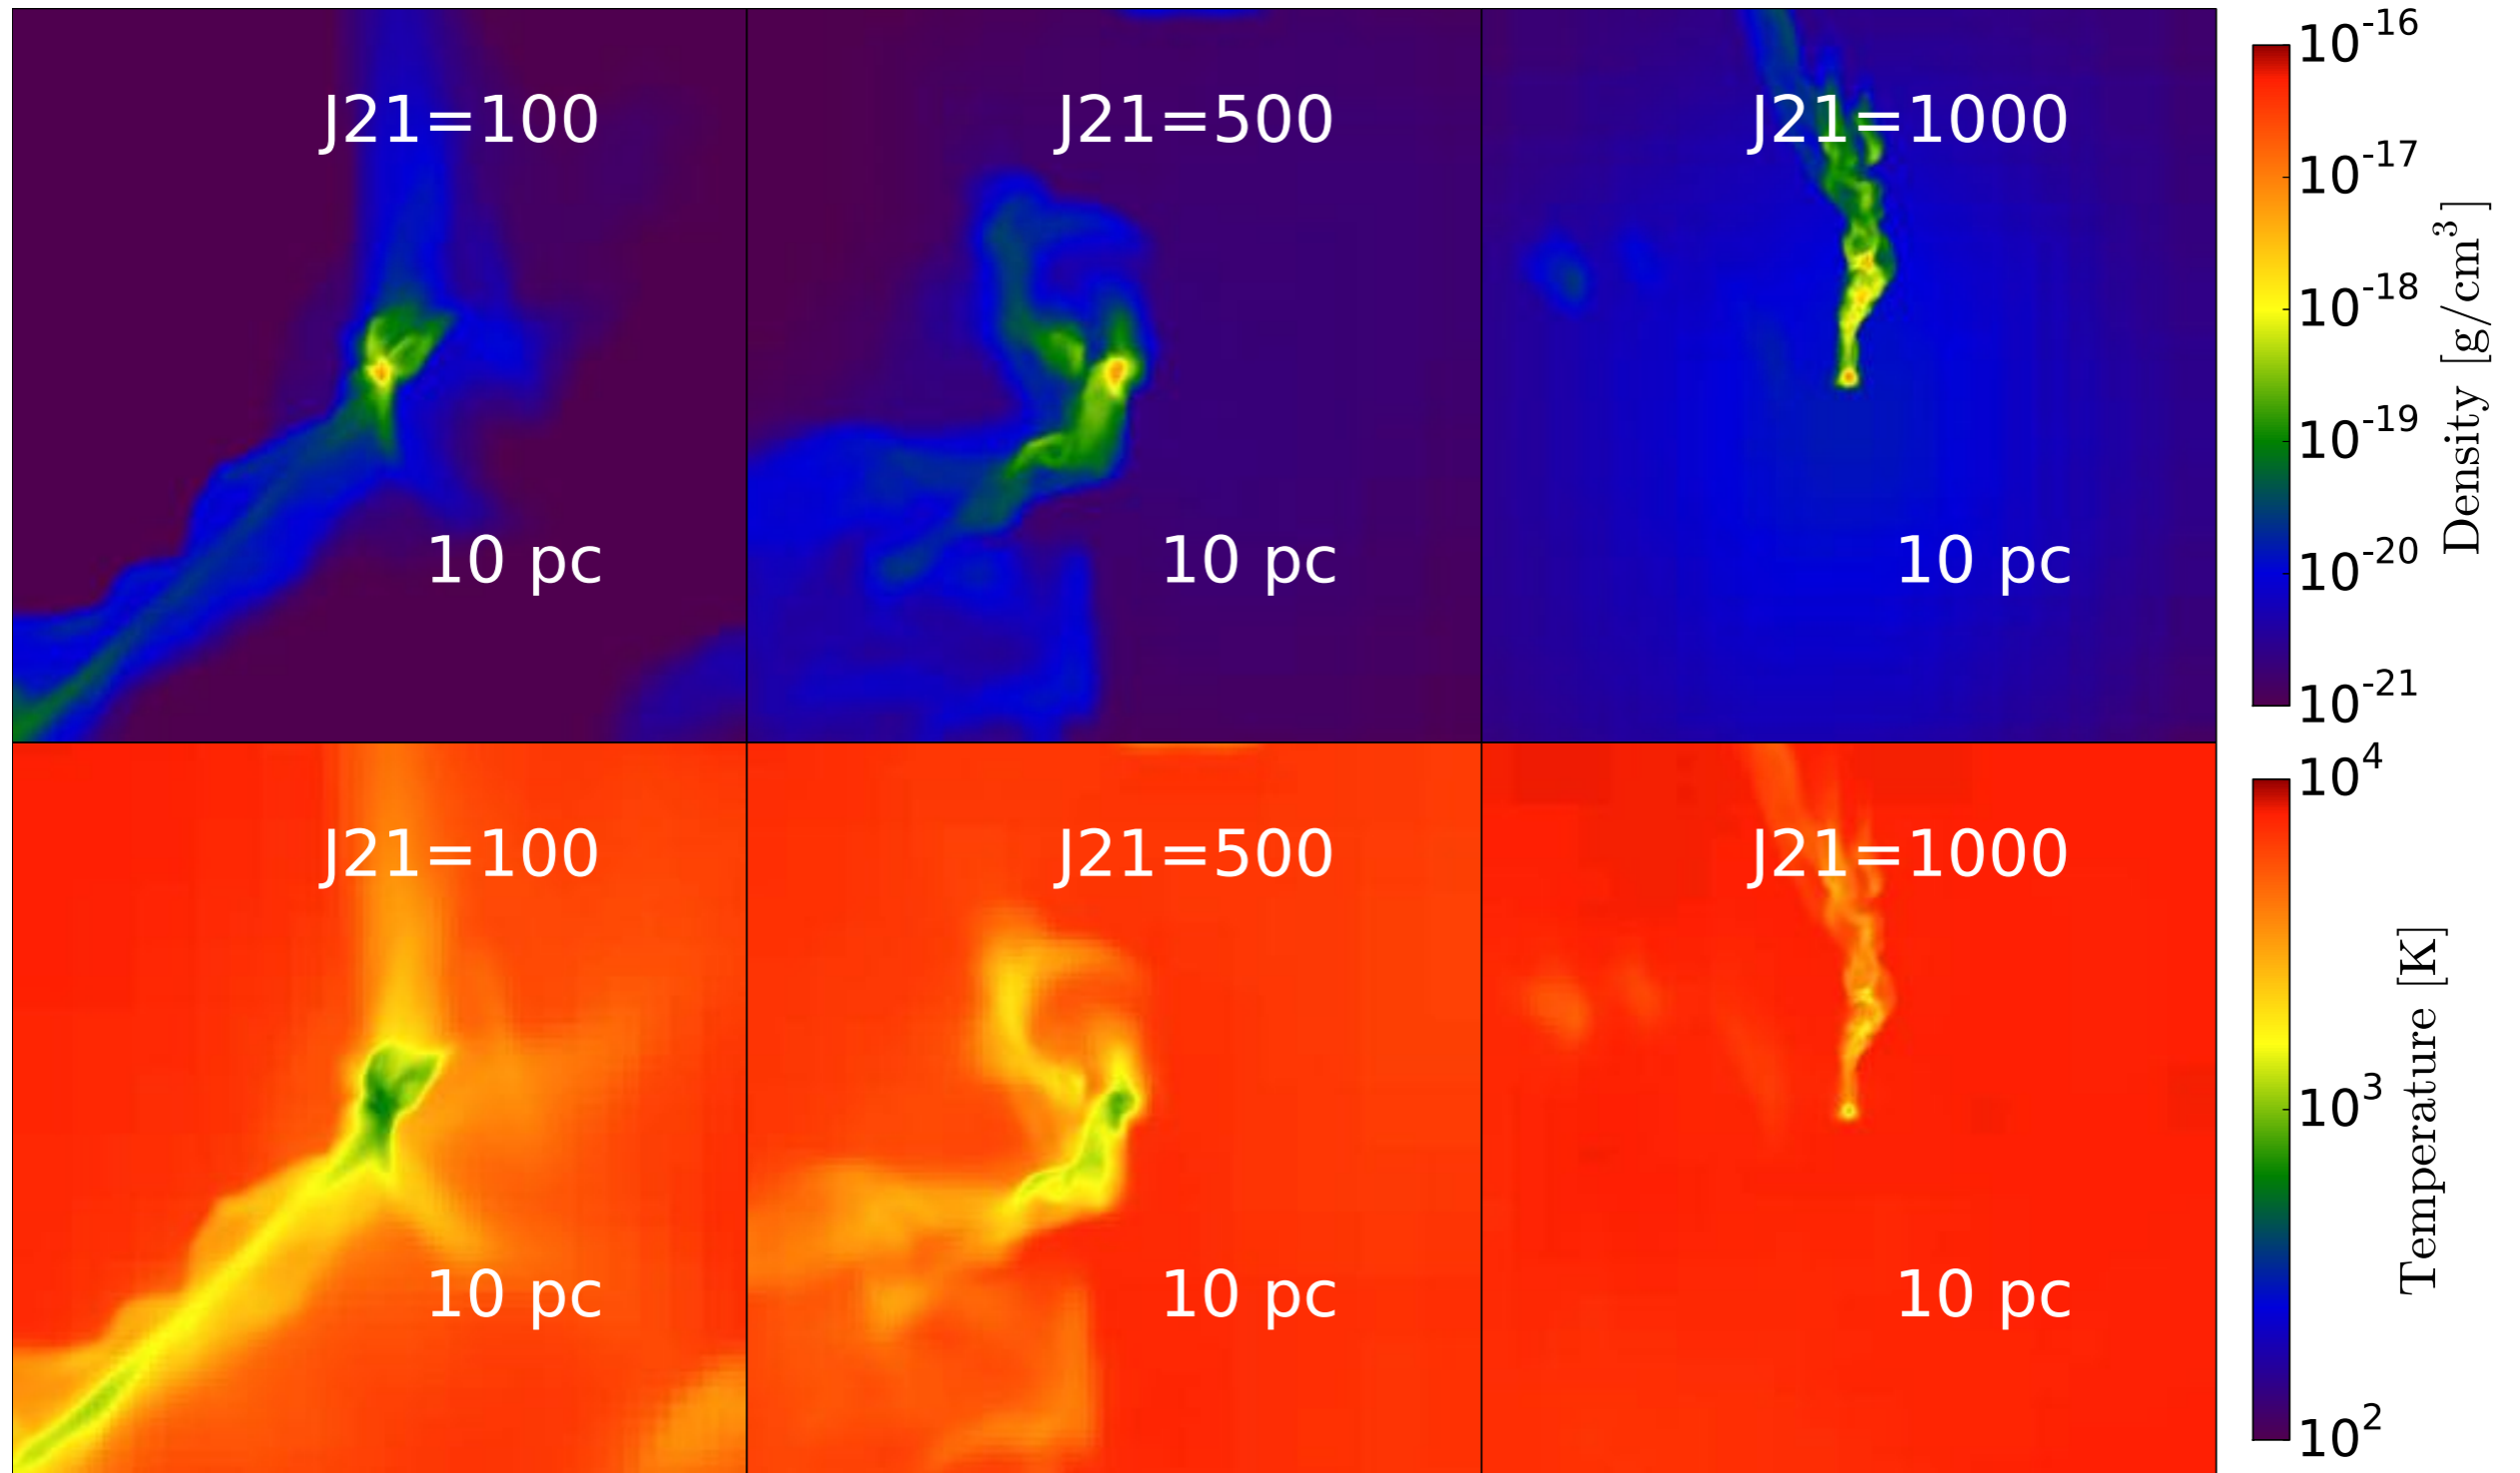 J21=100
J21=500
J21=1000
10 pc
10 pc
10 pc
10^-16
10^-17
10^-18
10^-19
10^-20
10^-21
Density [g/cm^3]
J21=100
J21=500
J21=1000
10 pc
10 pc
10 pc
10^4
10^3
10^2
Temperature [K]